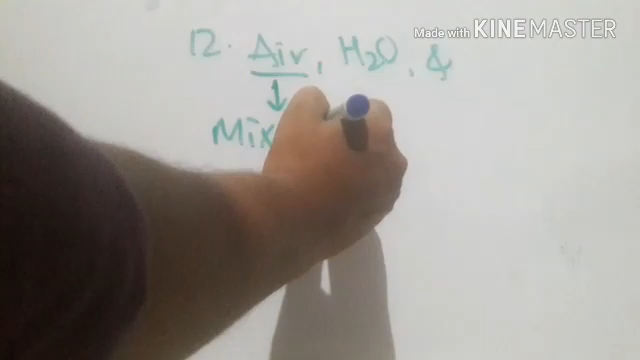 Made with KINEMASTER
12. Air, H₂O, &
↓
Mix